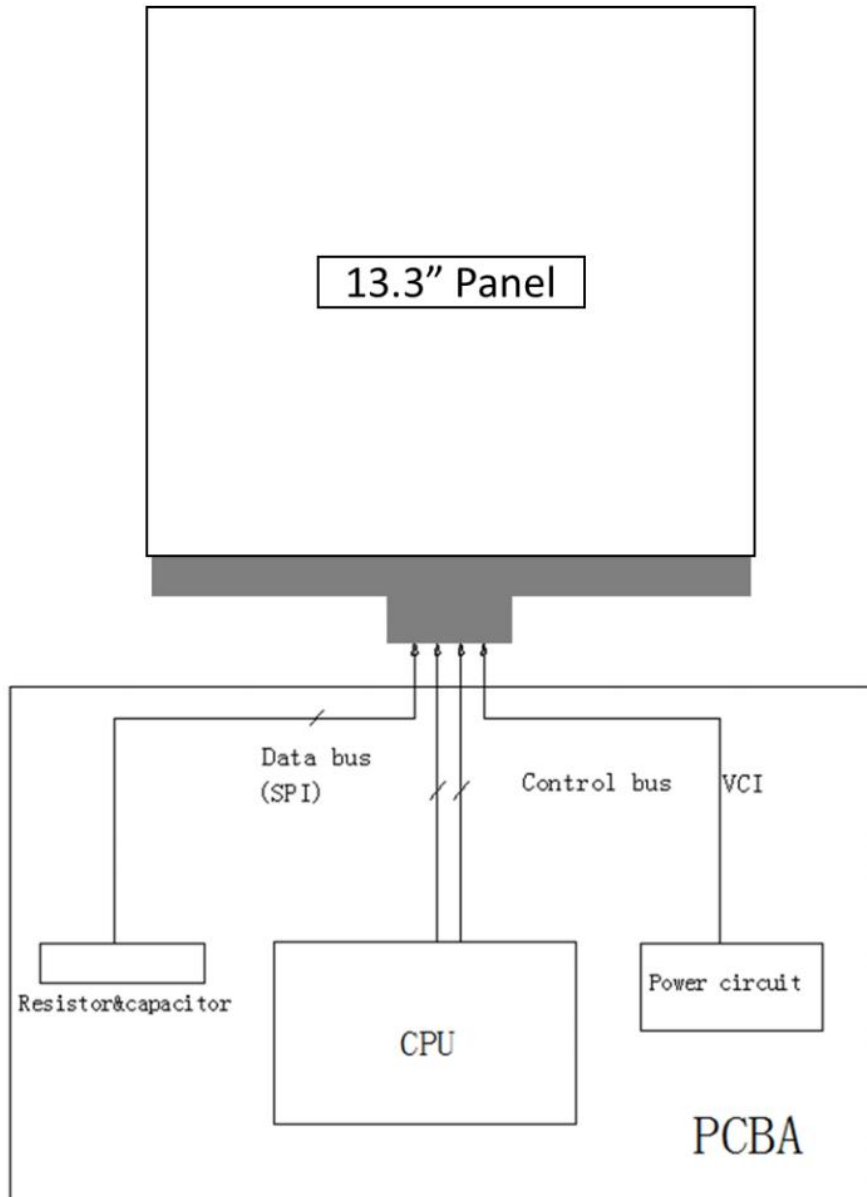 13.3” Panel
Data bus
(SPI)
Control bus
VCI
Resistor&capacitor
CPU
Power circuit
PCBA